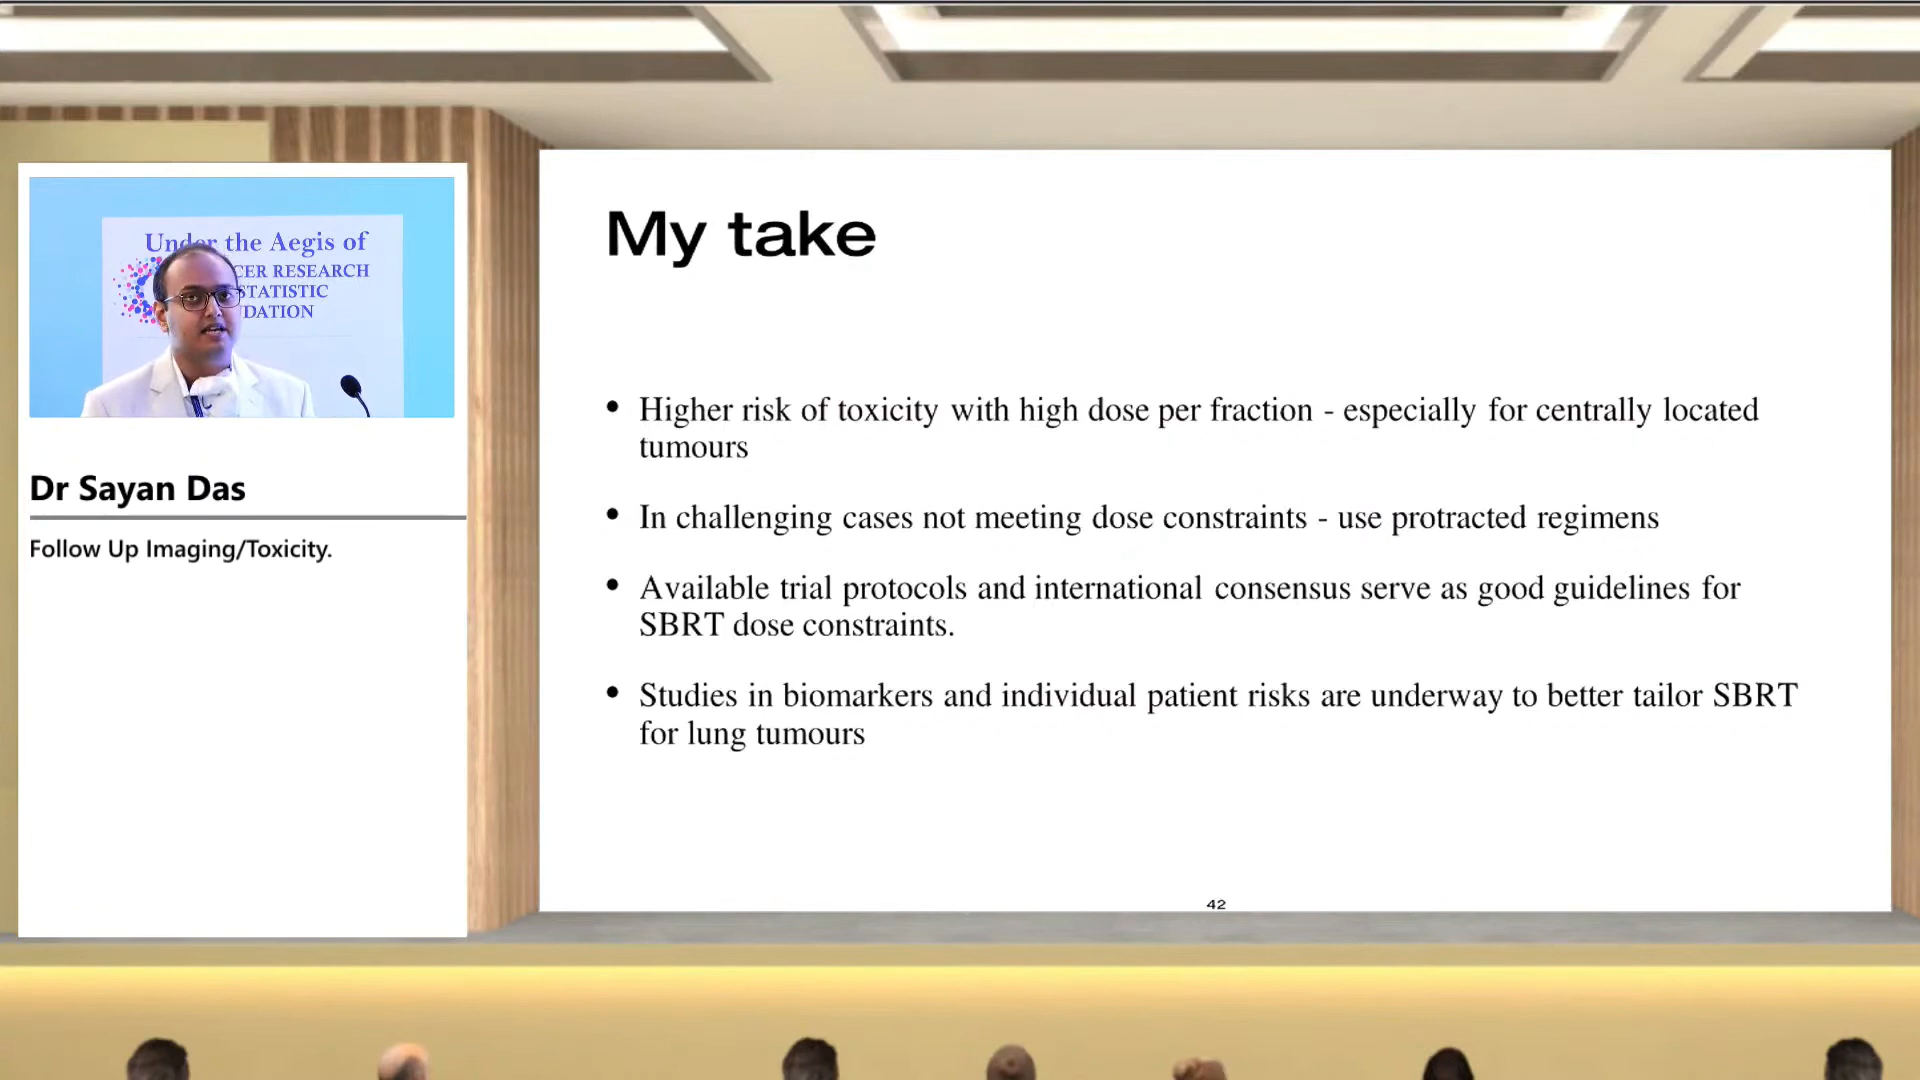 Under the Aegis of
CER RESEARCH
STATISTIC
DATION
Dr Sayan Das
Follow Up Imaging/Toxicity.
My take
• Higher risk of toxicity with high dose per fraction - especially for centrally located
tumours
• In challenging cases not meeting dose constraints - use protracted regimens
• Available trial protocols and international consensus serve as good guidelines for
SBRT dose constraints.
• Studies in biomarkers and individual patient risks are underway to better tailor SBRT
for lung tumours
42